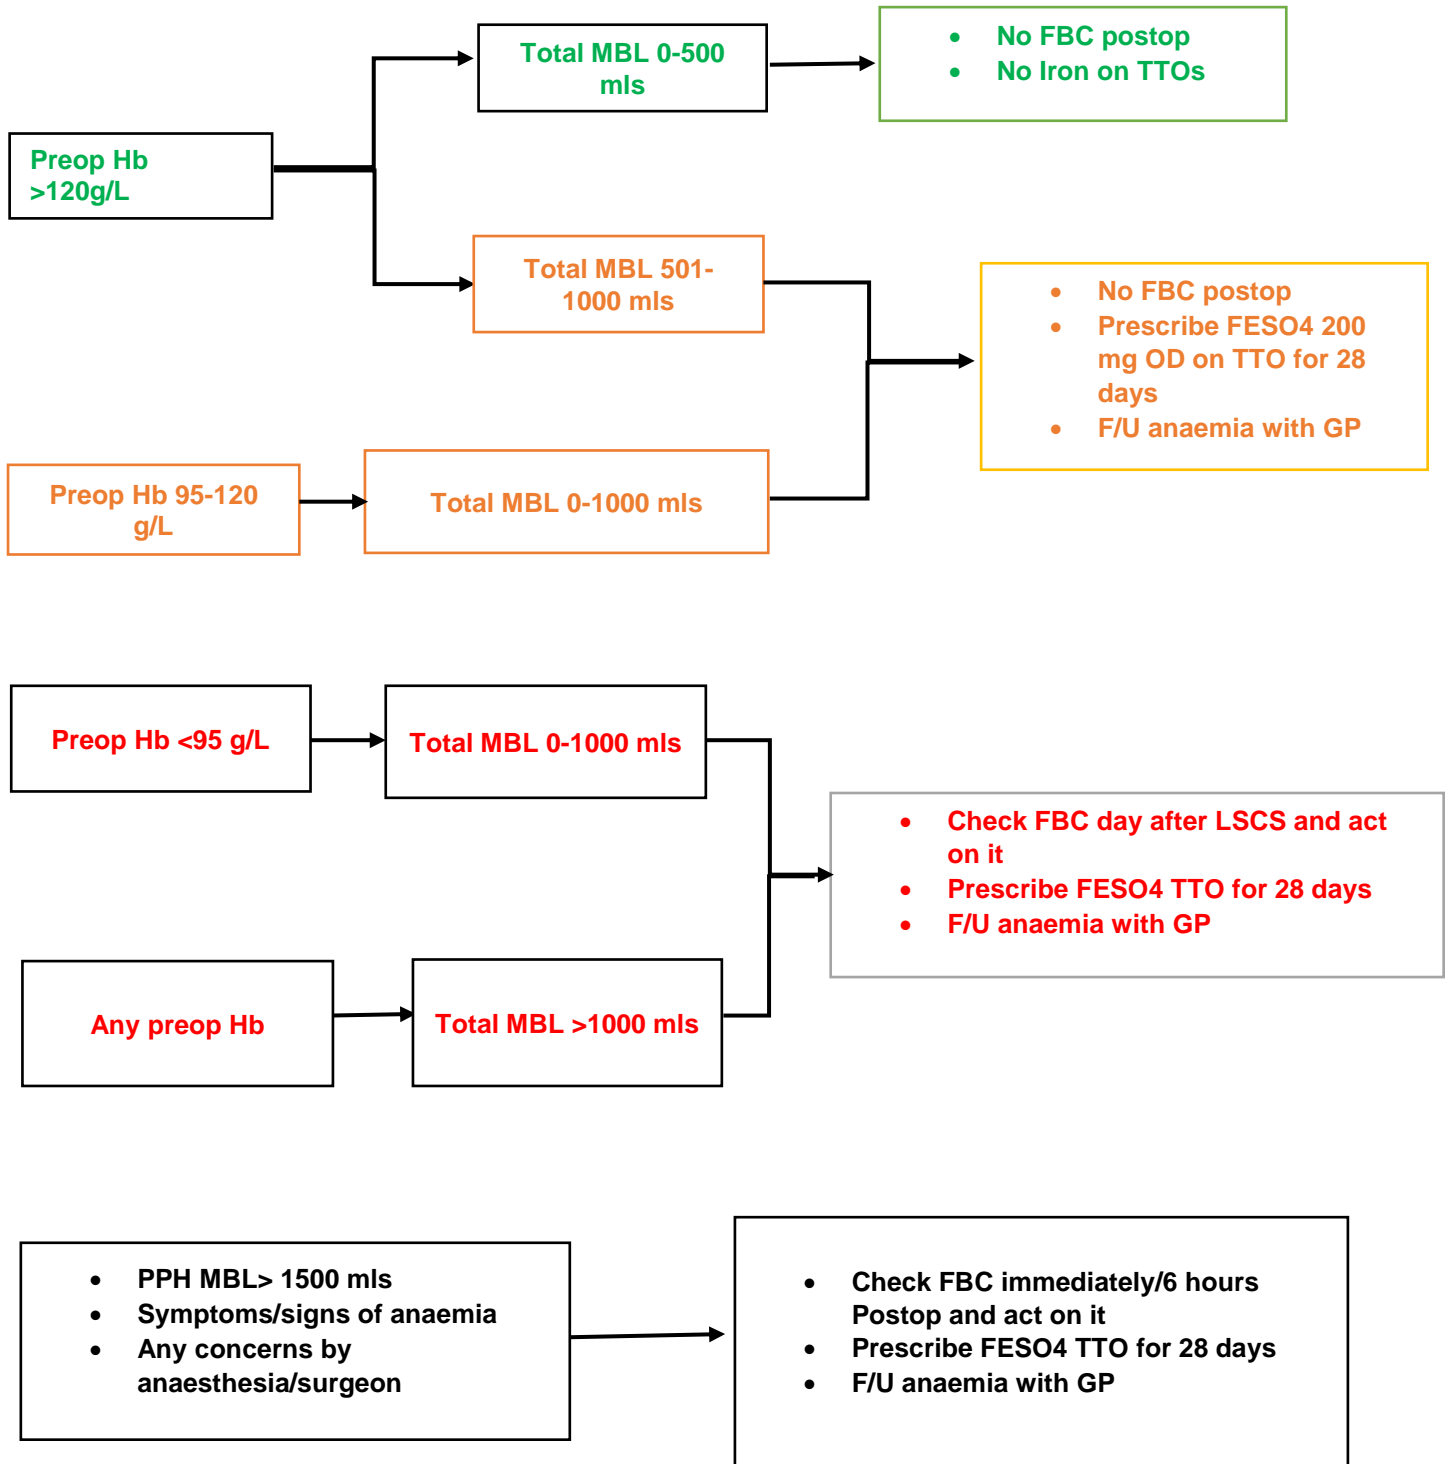 Total MBL 0-500
mls
• No FBC postop
• No Iron on TTOs
Preop Hb
>120g/L
Total MBL 501-
1000 mls
• No FBC postop
• Prescribe FESO4 200
mg OD on TTO for 28
days
• F/U anaemia with GP
Preop Hb 95-120
g/L
Total MBL 0-1000 mls
Preop Hb <95 g/L
Total MBL 0-1000 mls
• Check FBC day after LSCS and act
on it
• Prescribe FESO4 TTO for 28 days
• F/U anaemia with GP
Any preop Hb
Total MBL >1000 mls
• PPH MBL> 1500 mls
• Symptoms/signs of anaemia
• Any concerns by
anaesthesia/surgeon
• Check FBC immediately/6 hours
Postop and act on it
• Prescribe FESO4 TTO for 28 days
• F/U anaemia with GP